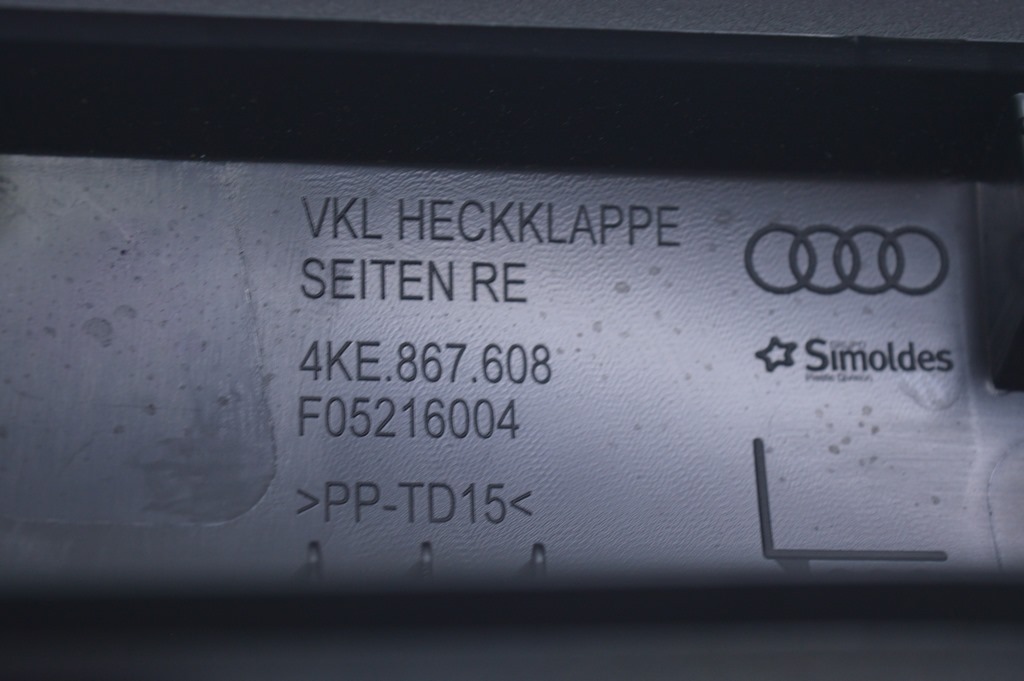 VKL HECKKLAPPE
SEITEN RE
4KE.867.608
F05216004
>PP-TD15<
Simoldes